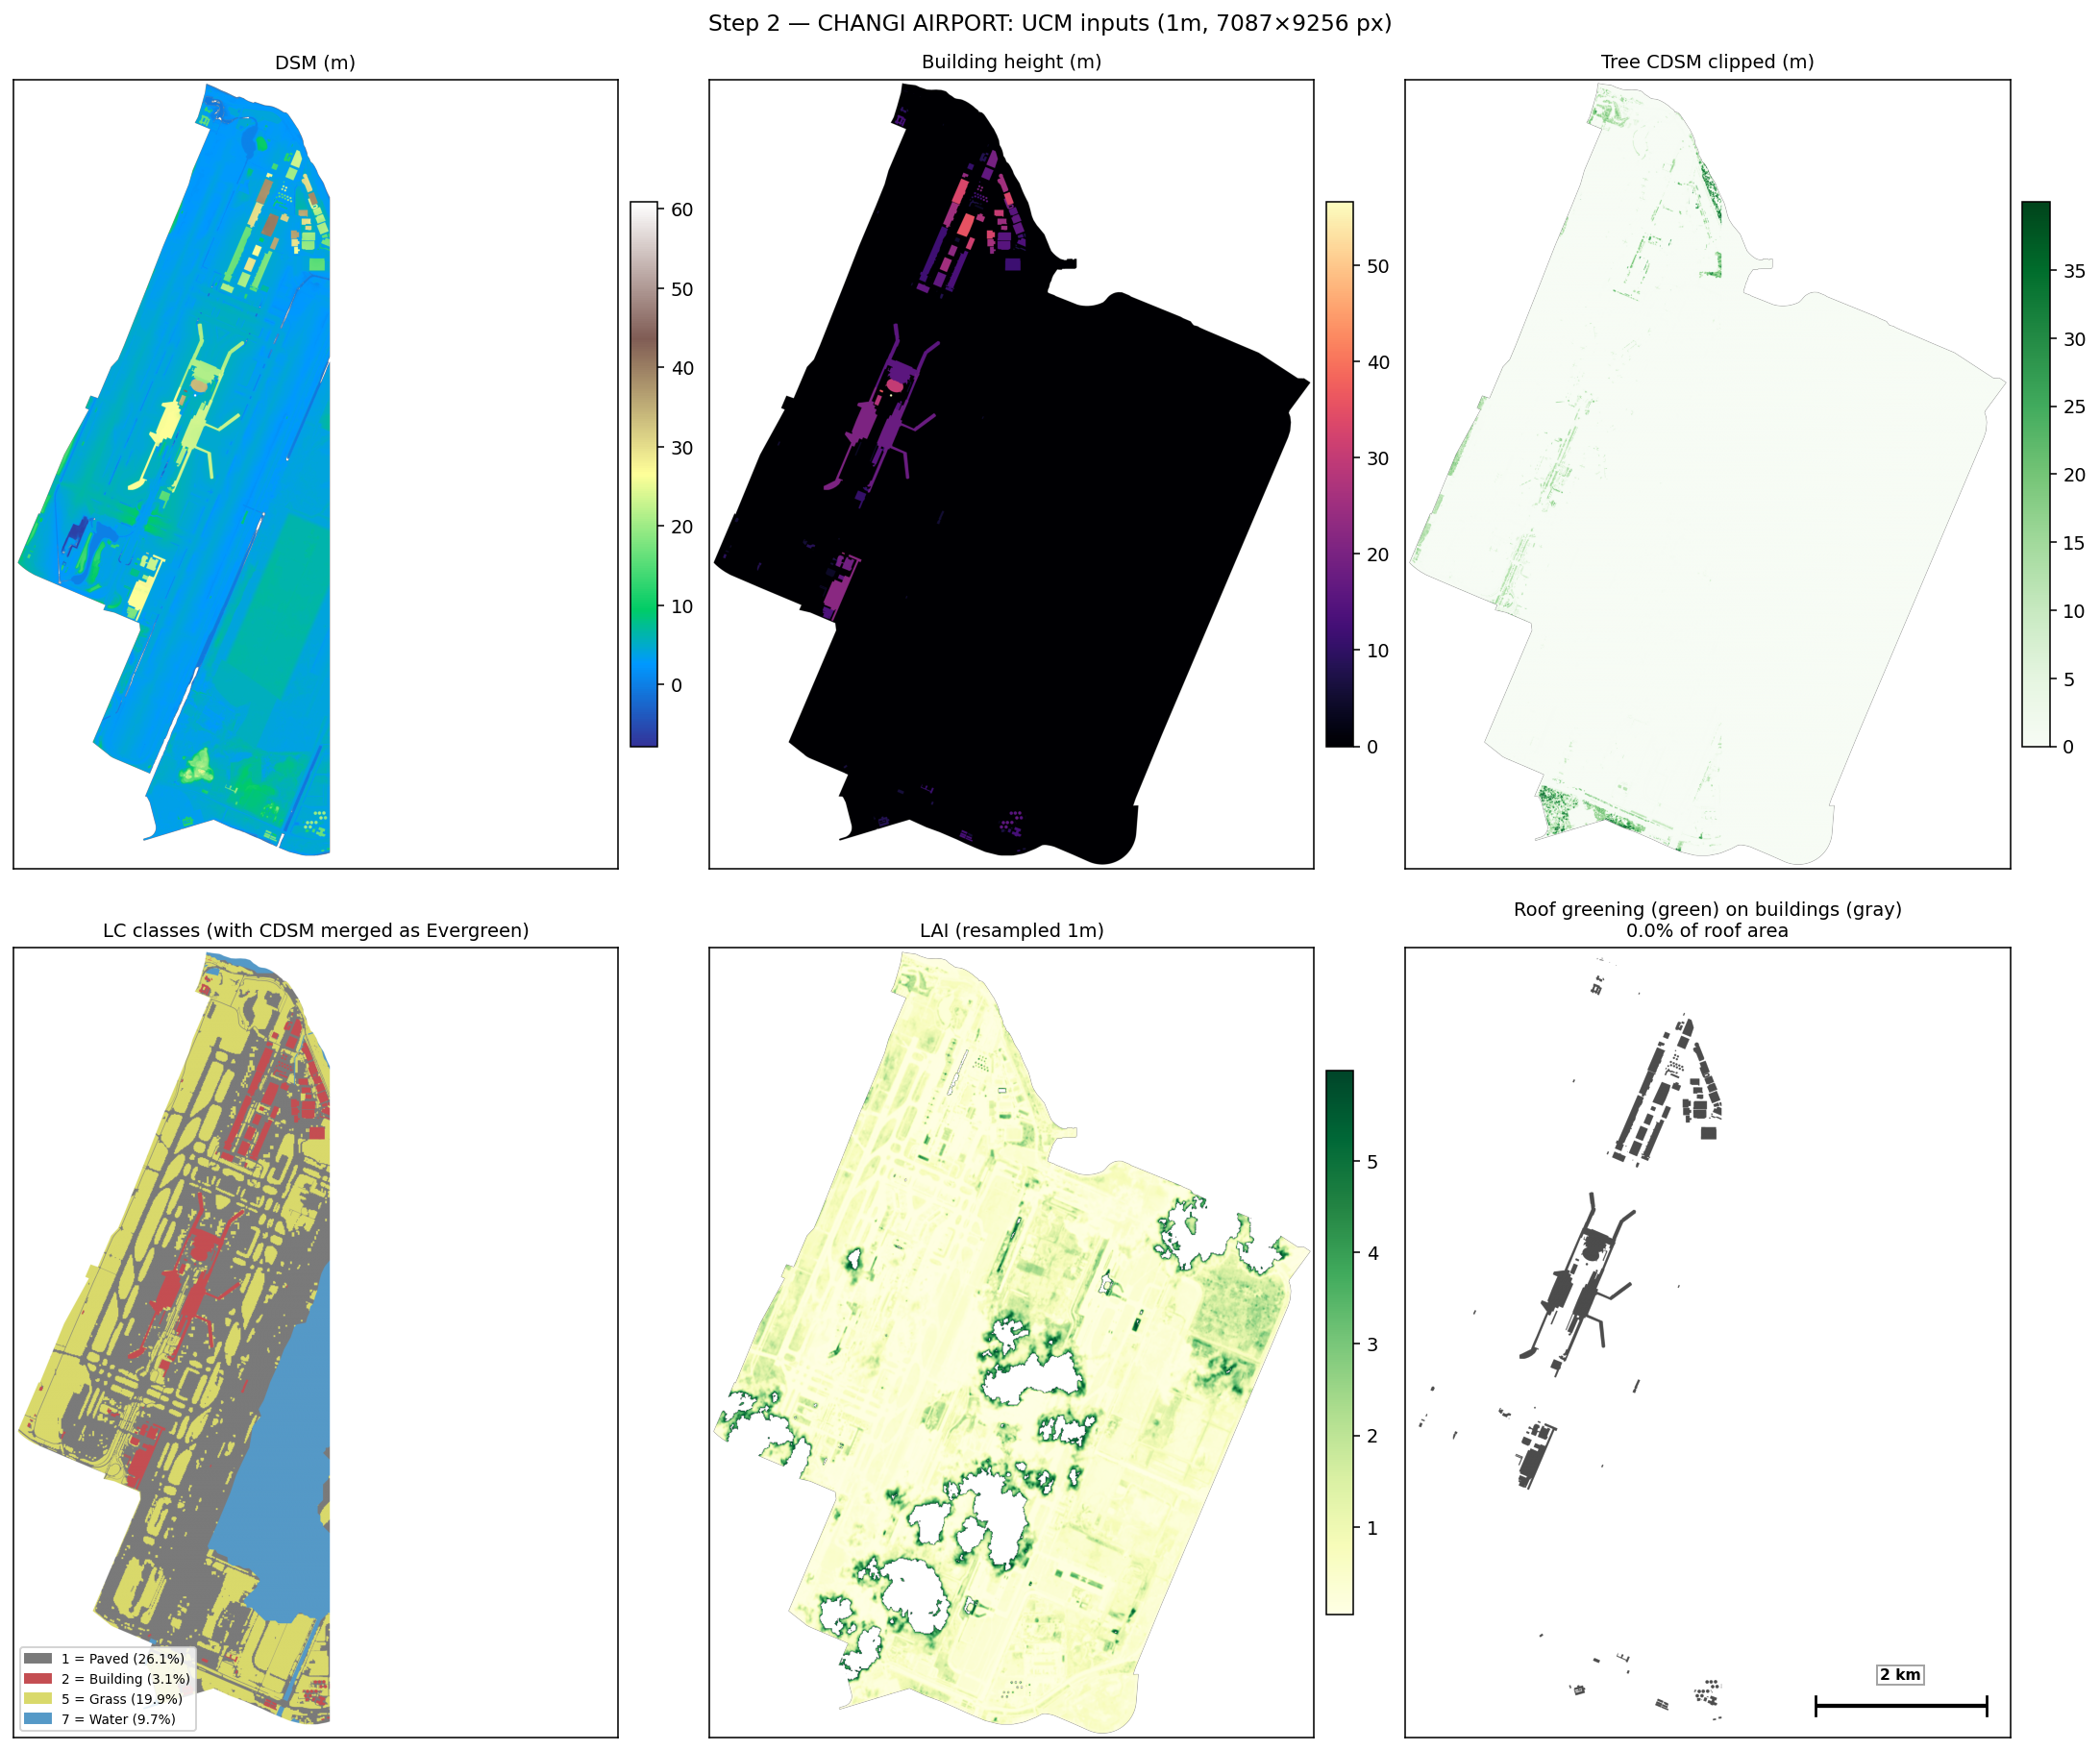 Step 2 — CHANGI AIRPORT: UCM inputs (1m, 7087×9256 px)
DSM (m)
60
50
40
30
20
10
0
Building height (m)
50
40
30
20
10
0
Tree CDSM clipped (m)
35
30
25
20
15
10
5
0
LC classes (with CDSM merged as Evergreen)
1 = Paved (26.1%)
2 = Building (3.1%)
5 = Grass (19.9%)
7 = Water (9.7%)
LAI (resampled 1m)
5
4
3
2
1
Roof greening (green) on buildings (gray)
0.0% of roof area
2 km